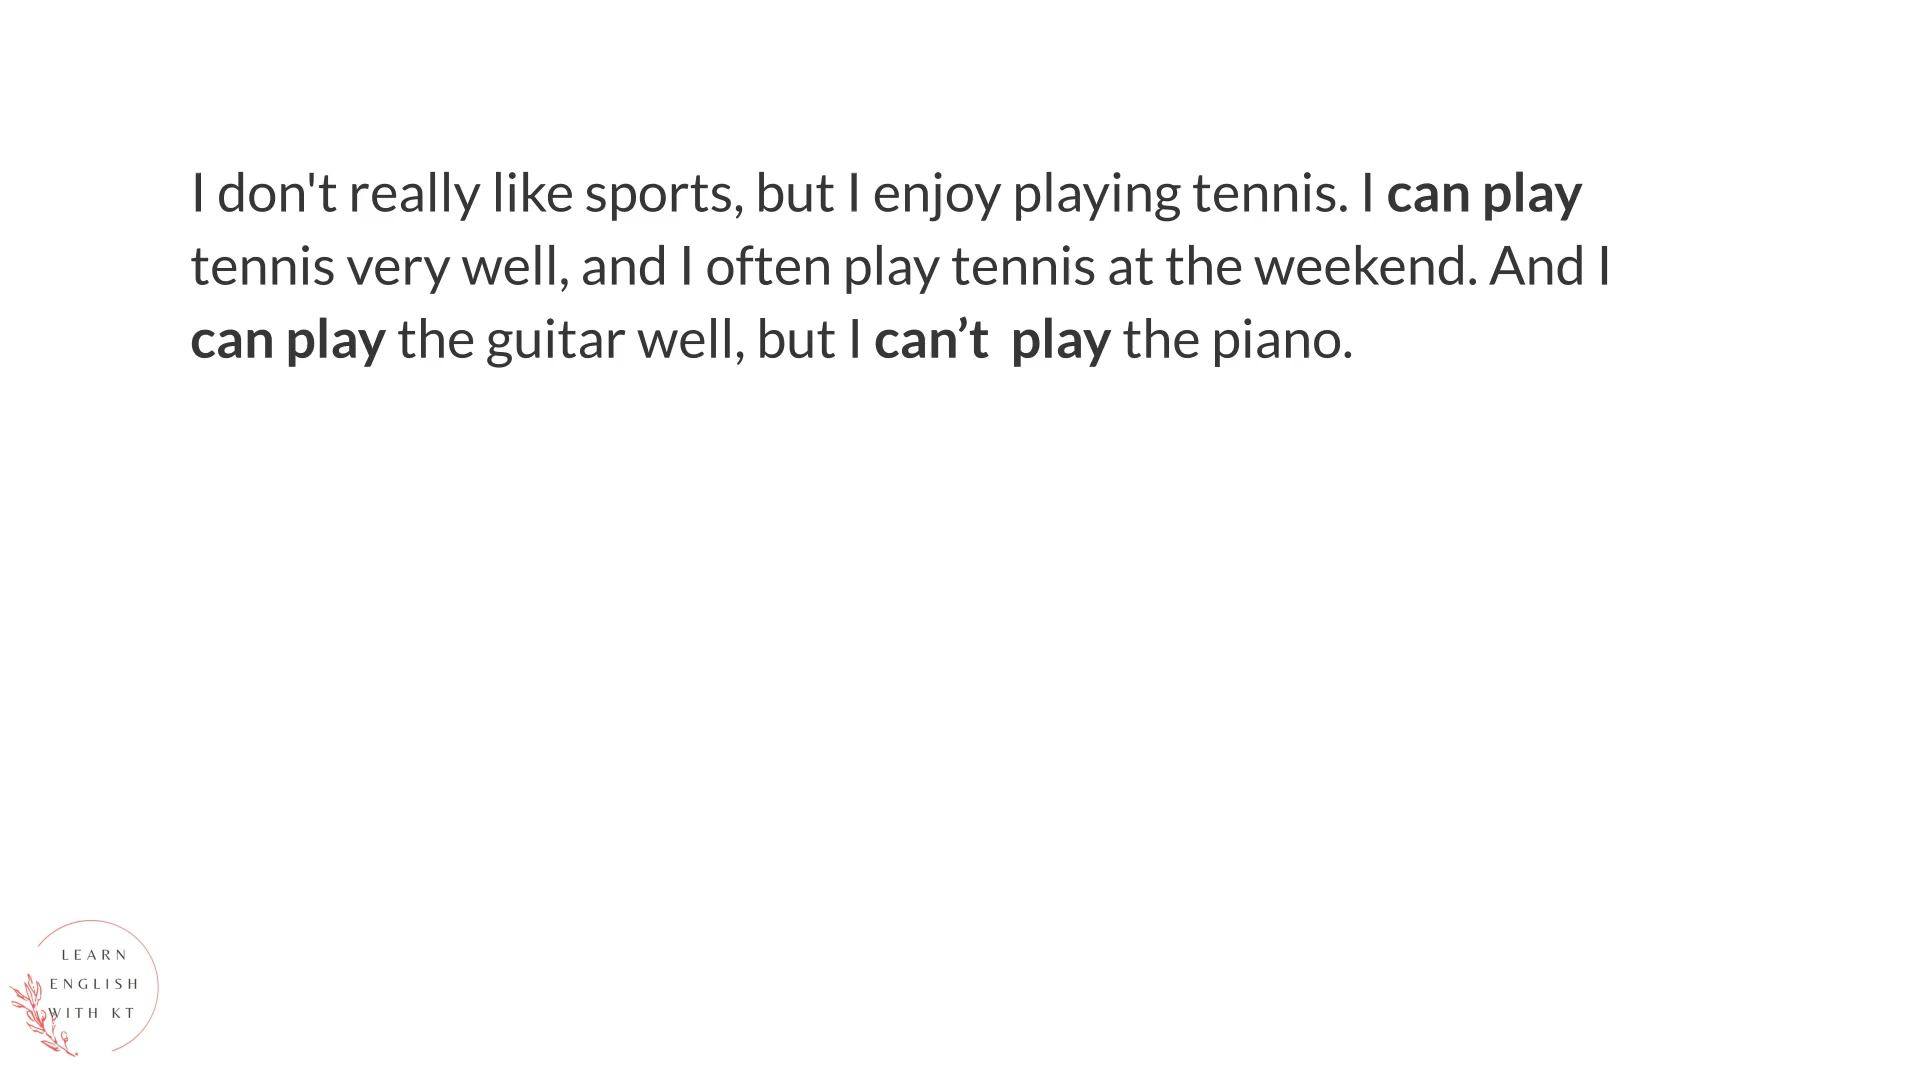 I don't really like sports, but I enjoy playing tennis. I can play
tennis very well, and I often play tennis at the weekend. And I
can play the guitar well, but I can’t  play the piano.
LEARN
ENGLISH
WITH KT